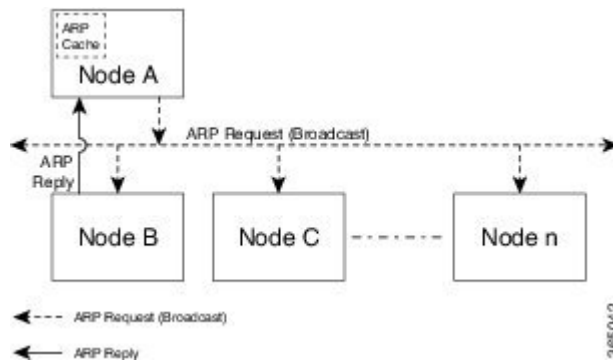 ARP
Cache
Node A
ARP Request (Broadcast)
ARP
Reply
Node B
Node C
Node n
ARP Request (Broadcast)
ARP Reply